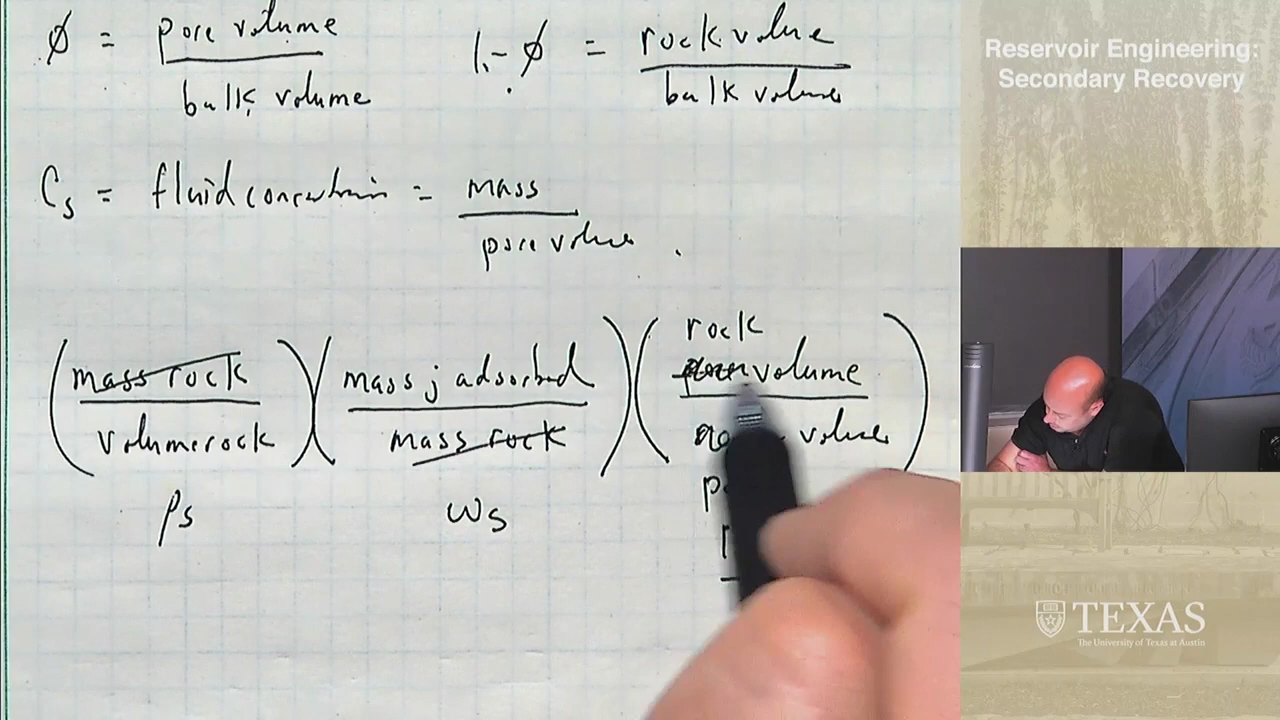 ϕ = pore volume / bulk volume
1 - ϕ = rock volume / bulk volume
Cs = fluid concentration = mass / pore volume
(mass rock / volume rock) (mass j adsorbed / mass rock) (rock volume / volume)
ρs ωs
Reservoir Engineering:
Secondary Recovery
TEXAS
The University of Texas at Austin